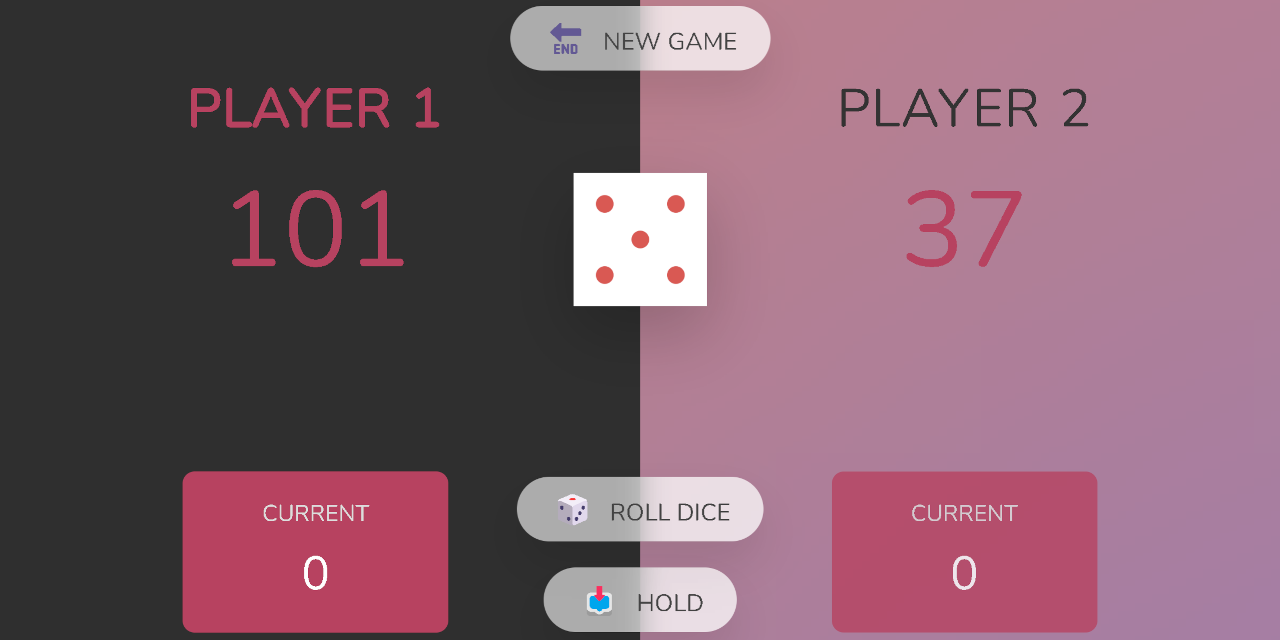 END NEW GAME
PLAYER 1
101
CURRENT
0
PLAYER 2
37
CURRENT
0
ROLL DICE
HOLD